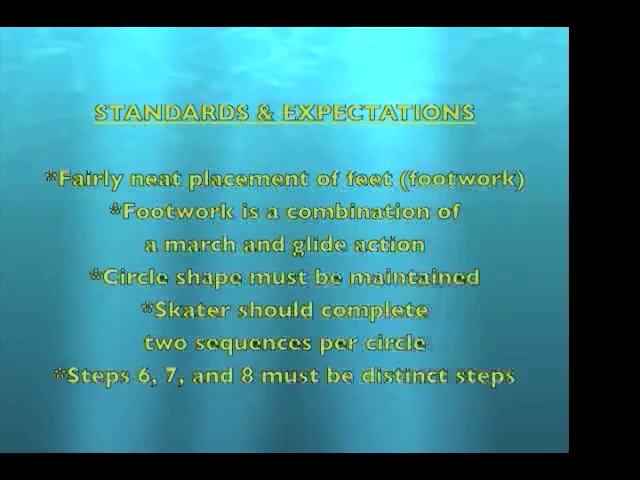 STANDARDS & EXPECTATIONS
*Fairly neat placement of feet (footwork)
*Footwork is a combination of
a march and glide action
*Circle shape must be maintained
*Skater should complete
two sequences per circle
*Steps 6, 7, and 8 must be distinct steps